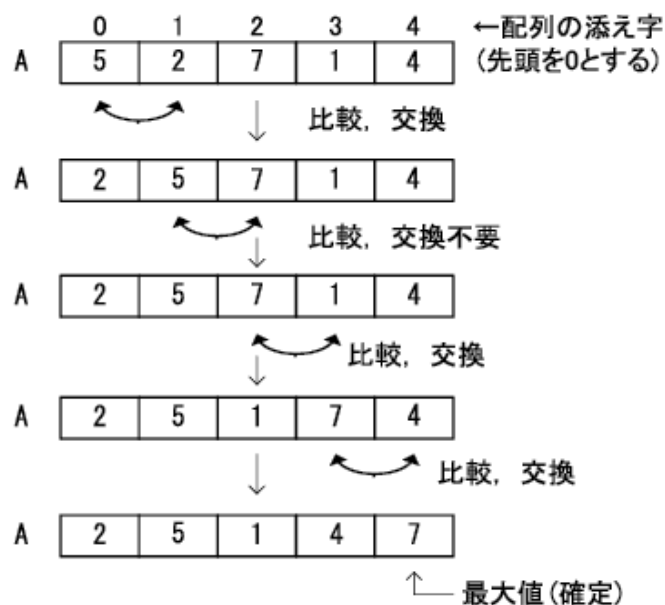 0 1 2 3 4 ←配列の添え字
A 5 2 7 1 4 (先頭を0とする)
比較，交換
A 2 5 7 1 4
比較，交換不要
A 2 5 7 1 4
比較，交換
A 2 5 1 7 4
比較，交換
A 2 5 1 4 7
最大値(確定)